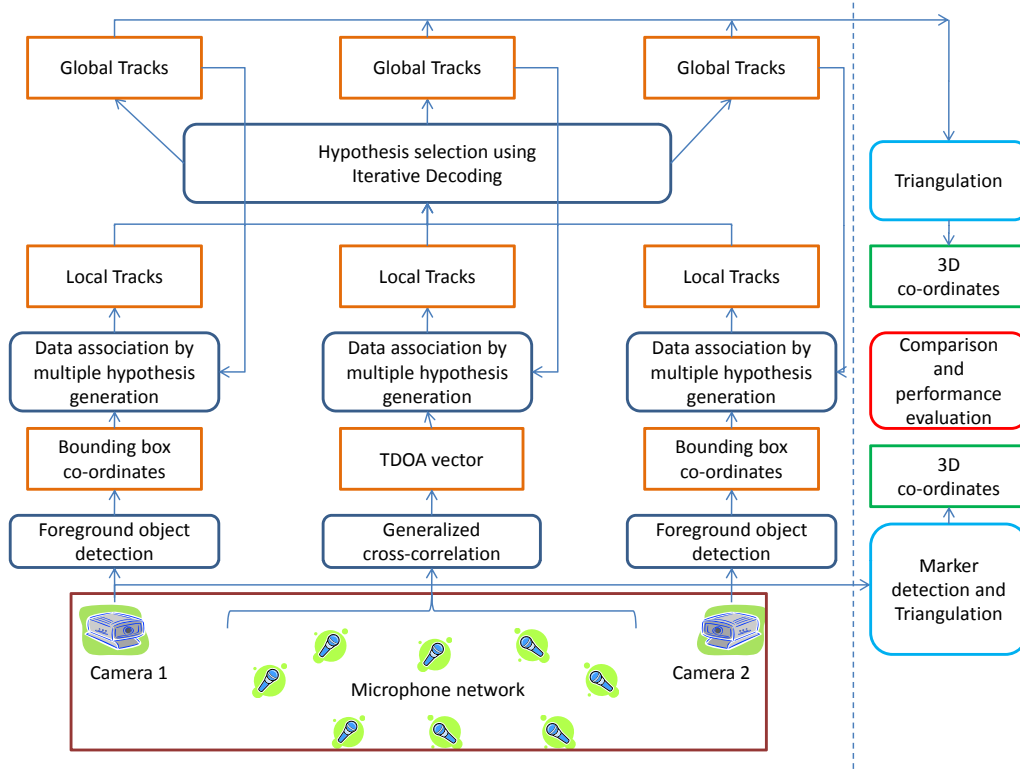 Global Tracks
Global Tracks
Global Tracks
Hypothesis selection using
Iterative Decoding
Triangulation
Local Tracks
Local Tracks
Local Tracks
3D
co-ordinates
Data association by
multiple hypothesis
generation
Data association by
multiple hypothesis
generation
Data association by
multiple hypothesis
generation
Comparison
and
performance
evaluation
Bounding box
co-ordinates
TDOA vector
Bounding box
co-ordinates
3D
co-ordinates
Foreground object
detection
Generalized
cross-correlation
Foreground object
detection
Marker
detection and
Triangulation
Camera 1
Microphone network
Camera 2